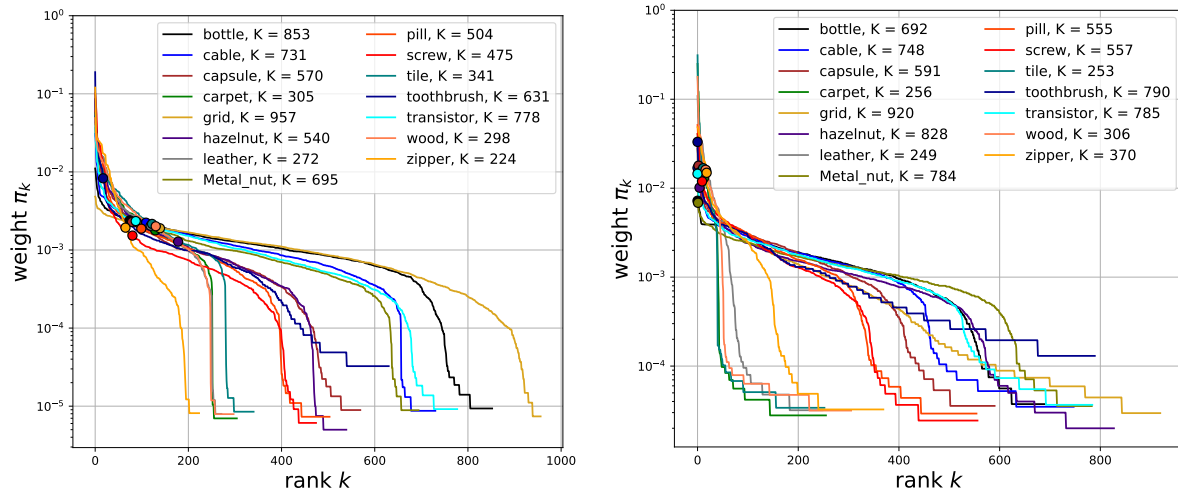 10^0
10^-1
10^-2
10^-3
10^-4
10^-5
weight π_k
0 200 400 600 800 1000
rank k
bottle, K = 853
cable, K = 731
capsule, K = 570
carpet, K = 305
grid, K = 957
hazelnut, K = 540
leather, K = 272
Metal_nut, K = 695
pill, K = 504
screw, K = 475
tile, K = 341
toothbrush, K = 631
transistor, K = 778
wood, K = 298
zipper, K = 224
10^0
10^-1
10^-2
10^-3
10^-4
weight π_k
0 200 400 600 800
rank k
bottle, K = 692
cable, K = 748
capsule, K = 591
carpet, K = 256
grid, K = 920
hazelnut, K = 828
leather, K = 249
Metal_nut, K = 784
pill, K = 555
screw, K = 557
tile, K = 253
toothbrush, K = 790
transistor, K = 785
wood, K = 306
zipper, K = 370